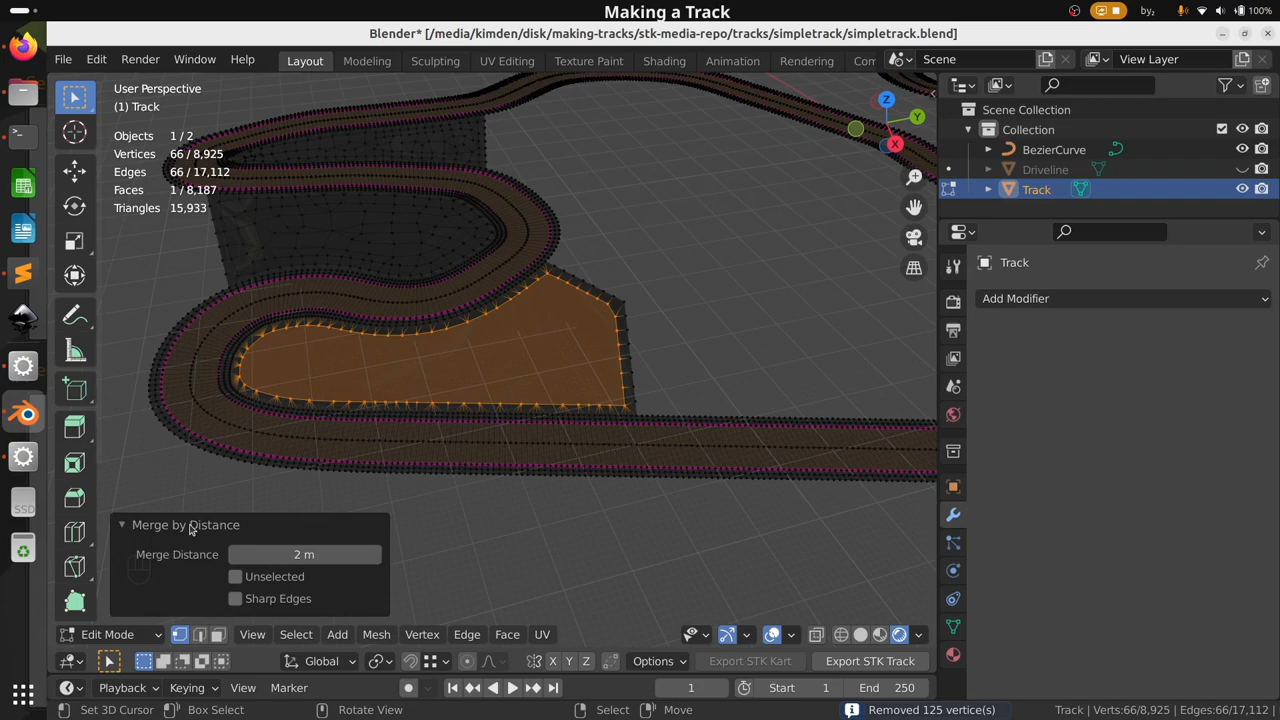 Making a Track
by₂
100%
Blender* [/media/kimden/disk/making-tracks/stk-media-repo/tracks/simpletrack/simpletrack.blend]
File Edit Render Window Help
Layout Modeling Sculpting UV Editing Texture Paint Shading Animation Rendering Com
Scene
View Layer
User Perspective
(1) Track
Objects 1 / 2
Vertices 66 / 8,925
Edges 66 / 17,112
Faces 1 / 8,187
Triangles 15,933
Z
Y
X
Scene Collection
Collection
BezierCurve
Driveline
Track
Track
Add Modifier
Merge by Distance
Merge Distance 2 m
Unselected
Sharp Edges
SSD
Edit Mode View Select Add Mesh Vertex Edge Face UV
Global X Y Z Options Export STK Kart Export STK Track
Playback Keying View Marker 1 Start 1 End 250
Set 3D Cursor Box Select Rotate View Select Move Removed 125 vertice(s) Track | Verts:66/8,925 | Edges:66/17,112